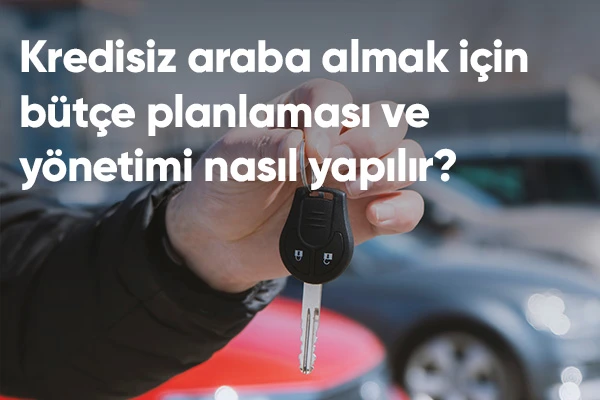 Kredisiz araba almak için
bütçe planlaması ve
yönetimi nasıl yapılır?